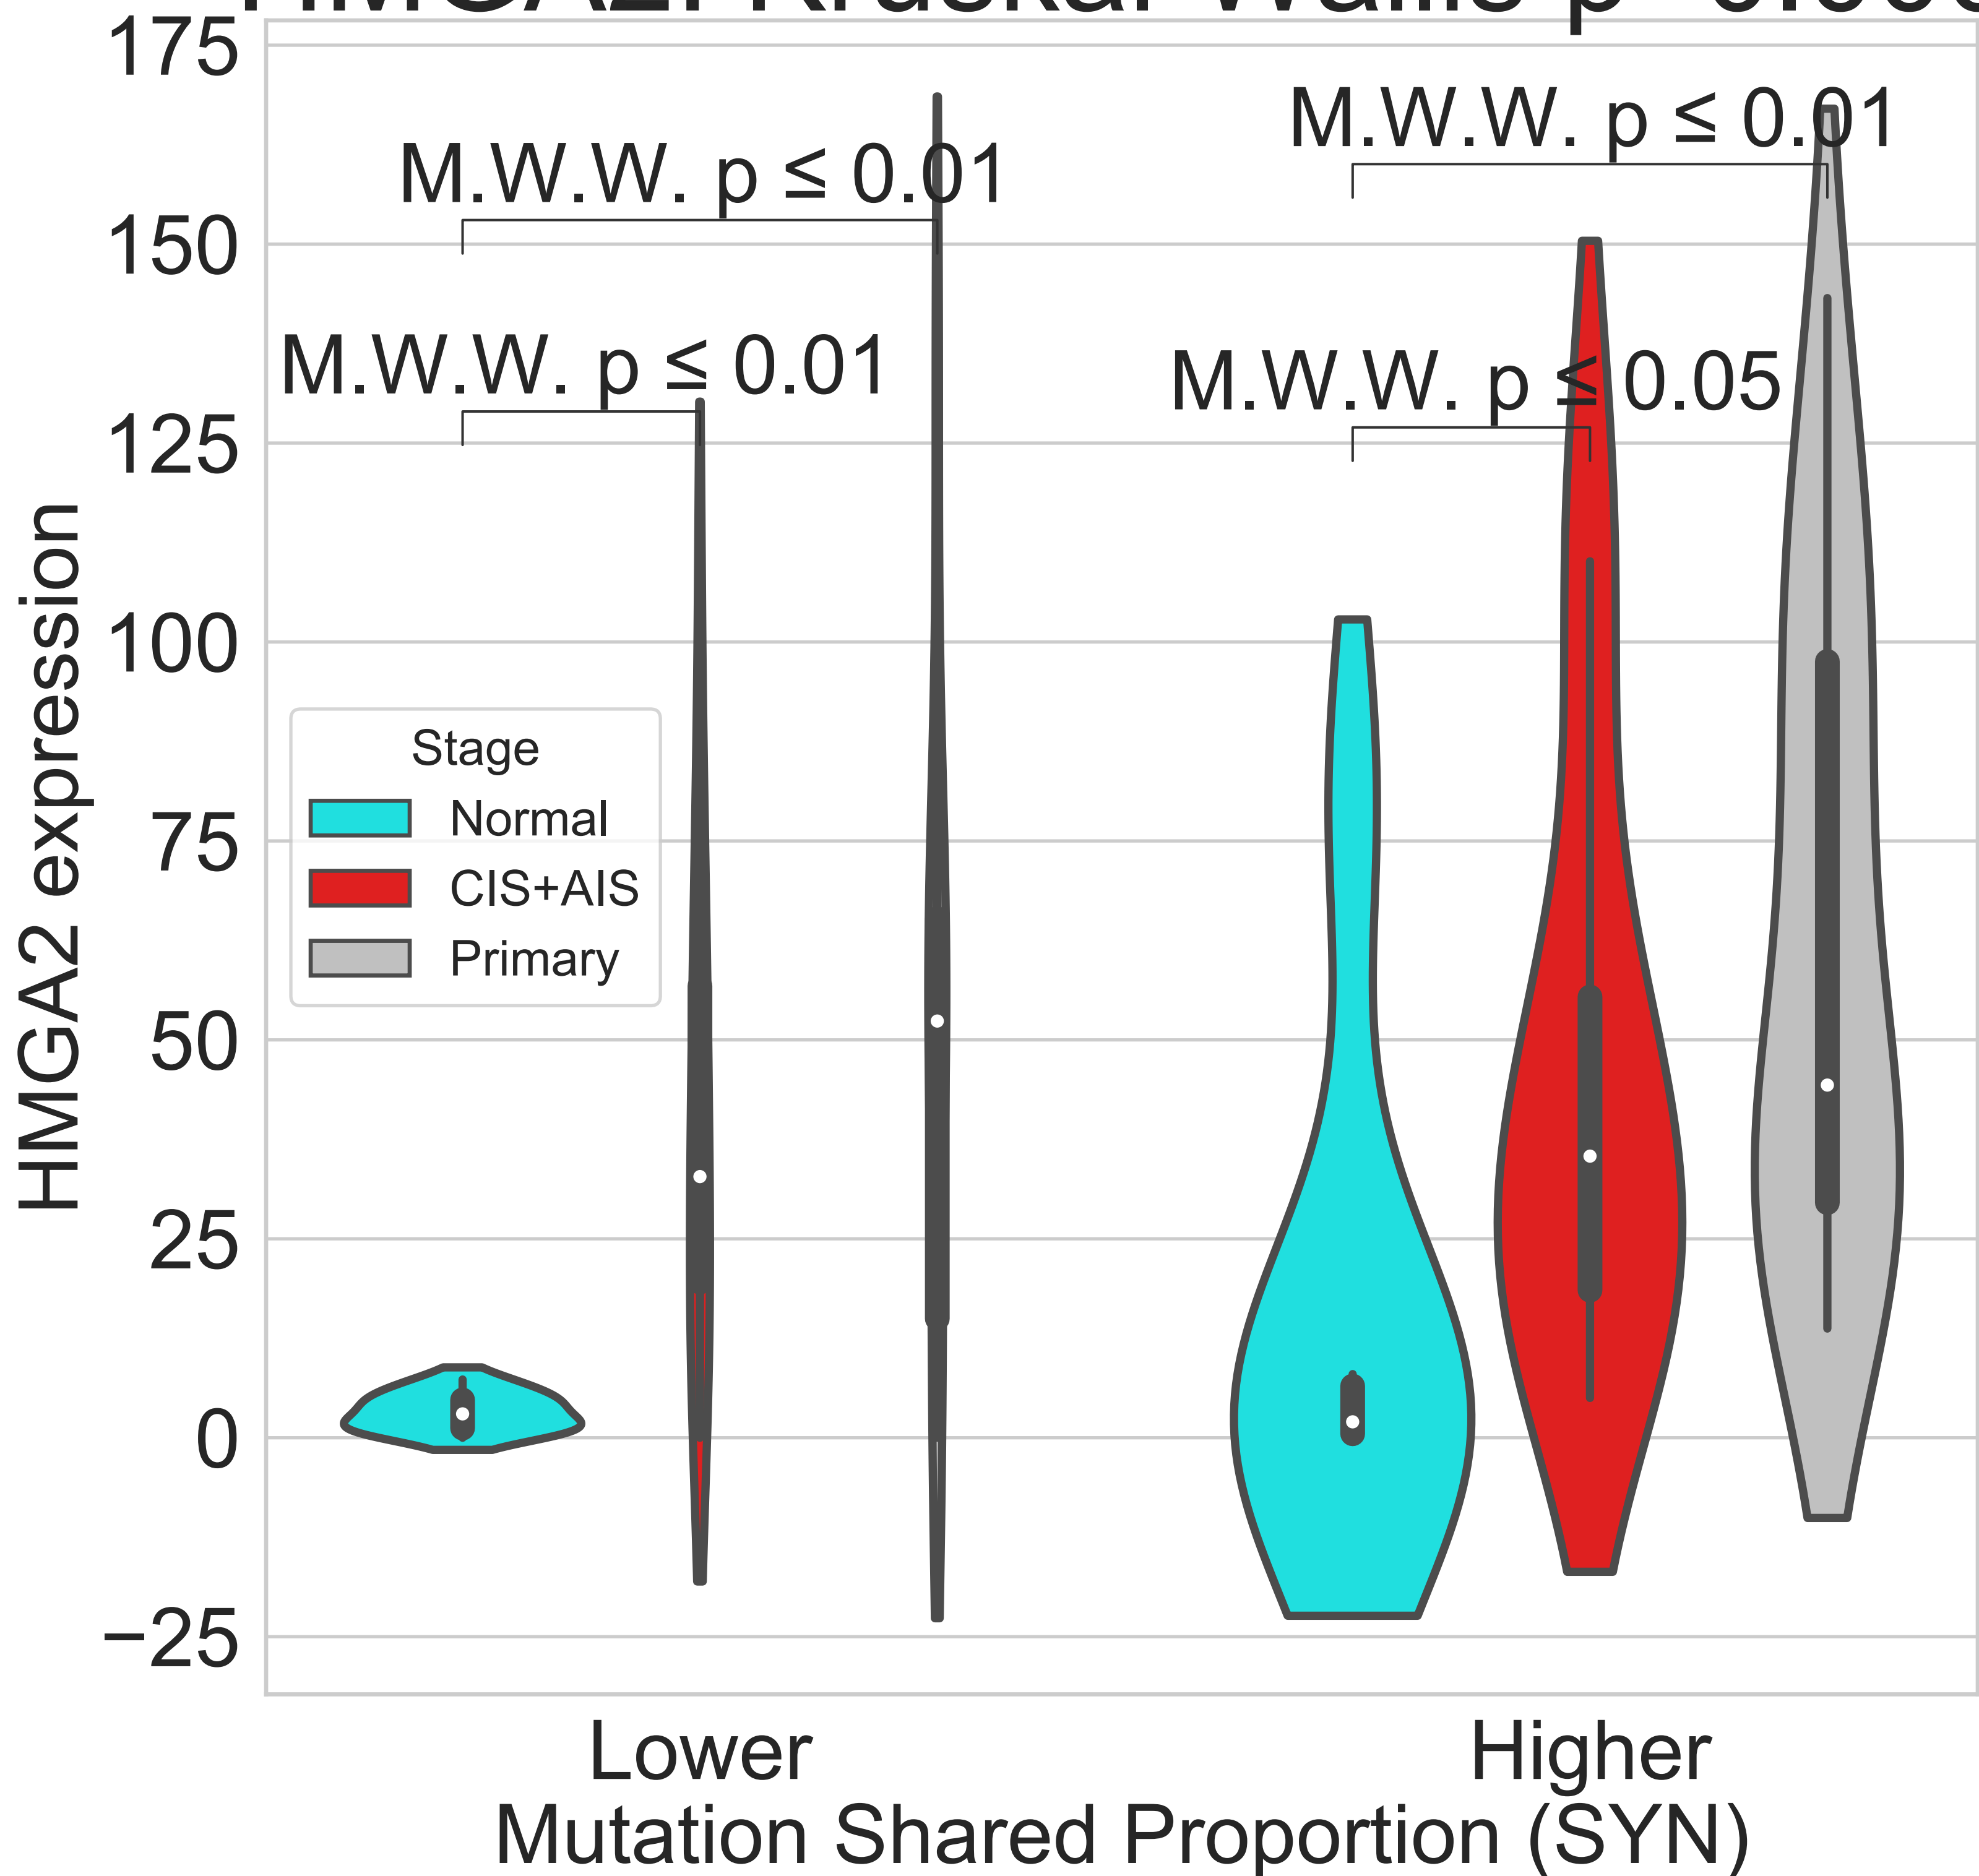 175
150
125
100
75
50
25
0
−25
HMGA2 expression
M.W.W. p ≤ 0.01
M.W.W. p ≤ 0.01
M.W.W. p ≤ 0.01
M.W.W. p ≤ 0.05
Stage
Normal
CIS+AIS
Primary
Lower
Higher
Mutation Shared Proportion (SYN)